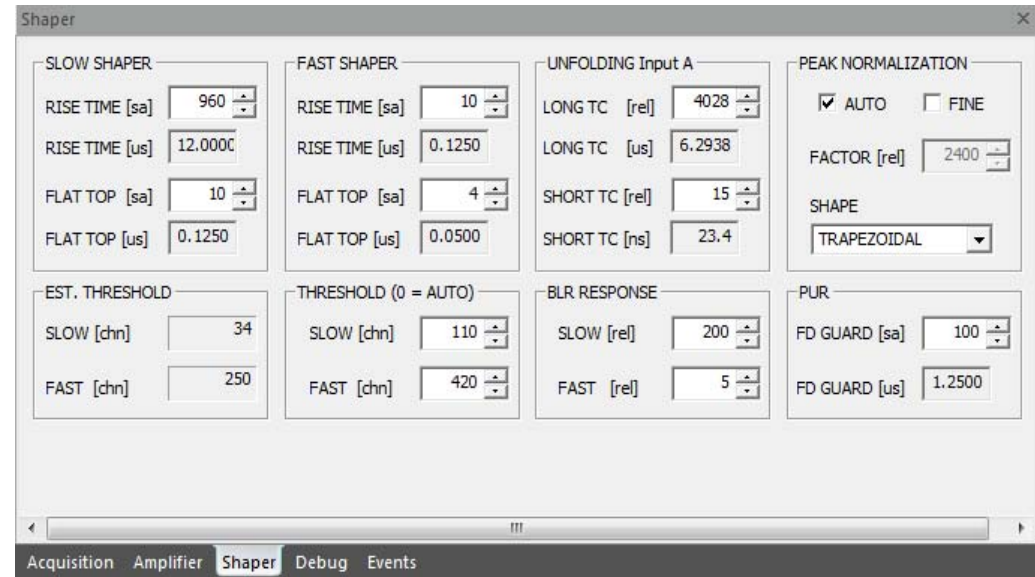 Shaper
SLOW SHAPER
RISE TIME [sa] 960
RISE TIME [us] 12.0000
FLAT TOP [sa] 10
FLAT TOP [us] 0.1250
FAST SHAPER
RISE TIME [sa] 10
RISE TIME [us] 0.1250
FLAT TOP [sa] 4
FLAT TOP [us] 0.0500
UNFOLDING Input A
LONG TC [rel] 4028
LONG TC [us] 6.2938
SHORT TC [rel] 15
SHORT TC [ns] 23.4
PEAK NORMALIZATION
AUTO FINE
FACTOR [rel] 2400
SHAPE
TRAPEZOIDAL
EST. THRESHOLD
SLOW [chn] 34
FAST [chn] 250
THRESHOLD (0 = AUTO)
SLOW [chn] 110
FAST [chn] 420
BLR RESPONSE
SLOW [rel] 200
FAST [rel] 5
PUR
FD GUARD [sa] 100
FD GUARD [us] 1.2500
Acquisition Amplifier Shaper Debug Events